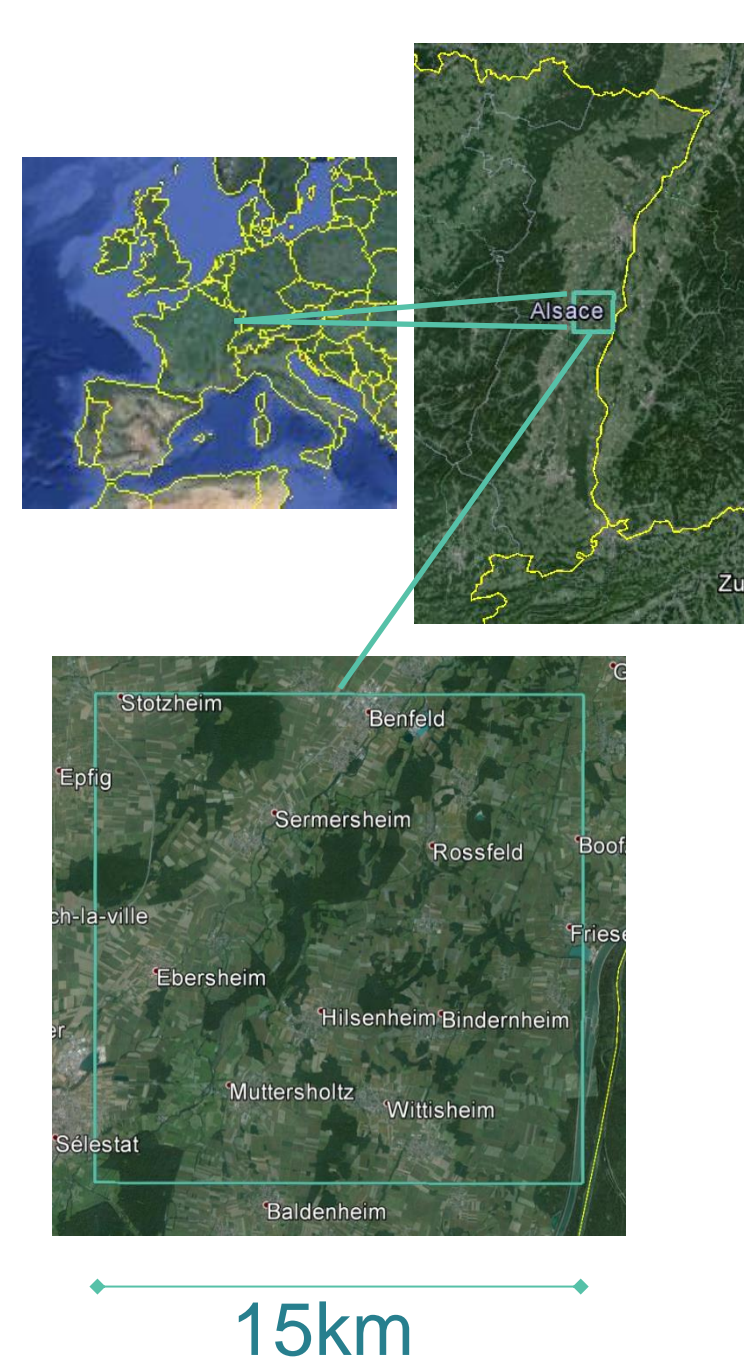 Alsace
Zu
G
Stotzheim
Benfeld
Epfig
Sermersheim
Rossfeld
Boof
ch-la-ville
Friese
Ebersheim
Hilsenheim
Bindernheim
er
Muttersholtz
Wittisheim
Sélestat
Baldenheim
15km